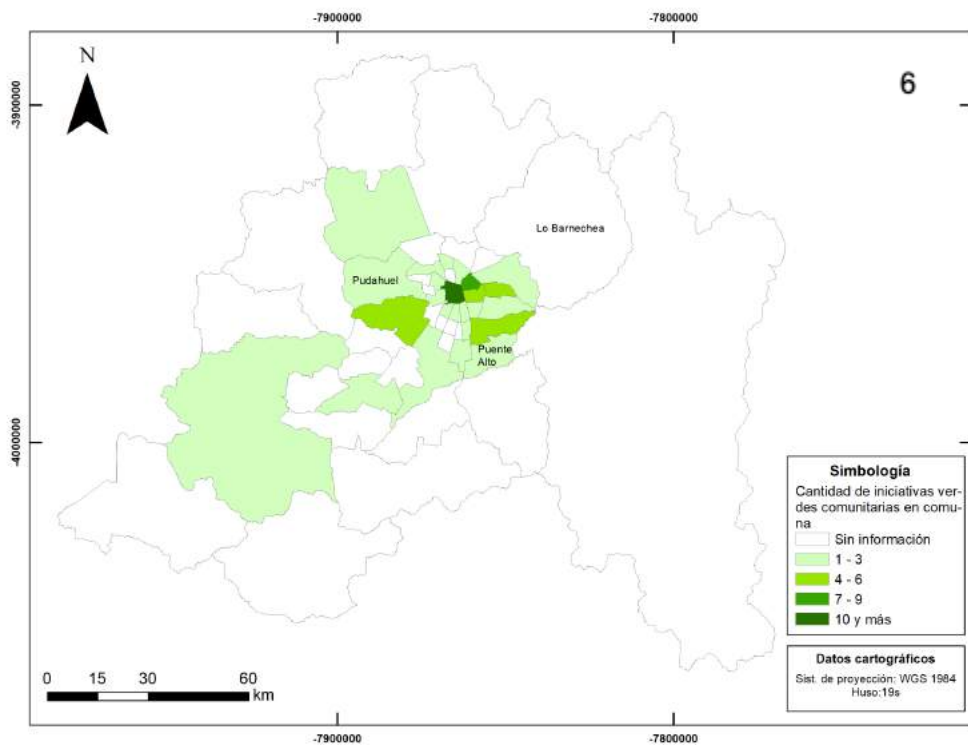 -7900000
-7800000
N
6
-3900000
-3900000
Lo Barnechea
Pudahuel
Puente
Alto
-4000000
-4000000
Simbología
Cantidad de iniciativas ver-
des comunitarias en comu-
na
Sin información
1 - 3
4 - 6
7 - 9
10 y más
Datos cartográficos
Sist. de proyección: WGS 1984
Huso:19s
0 15 30 60
km
-7900000
-7800000